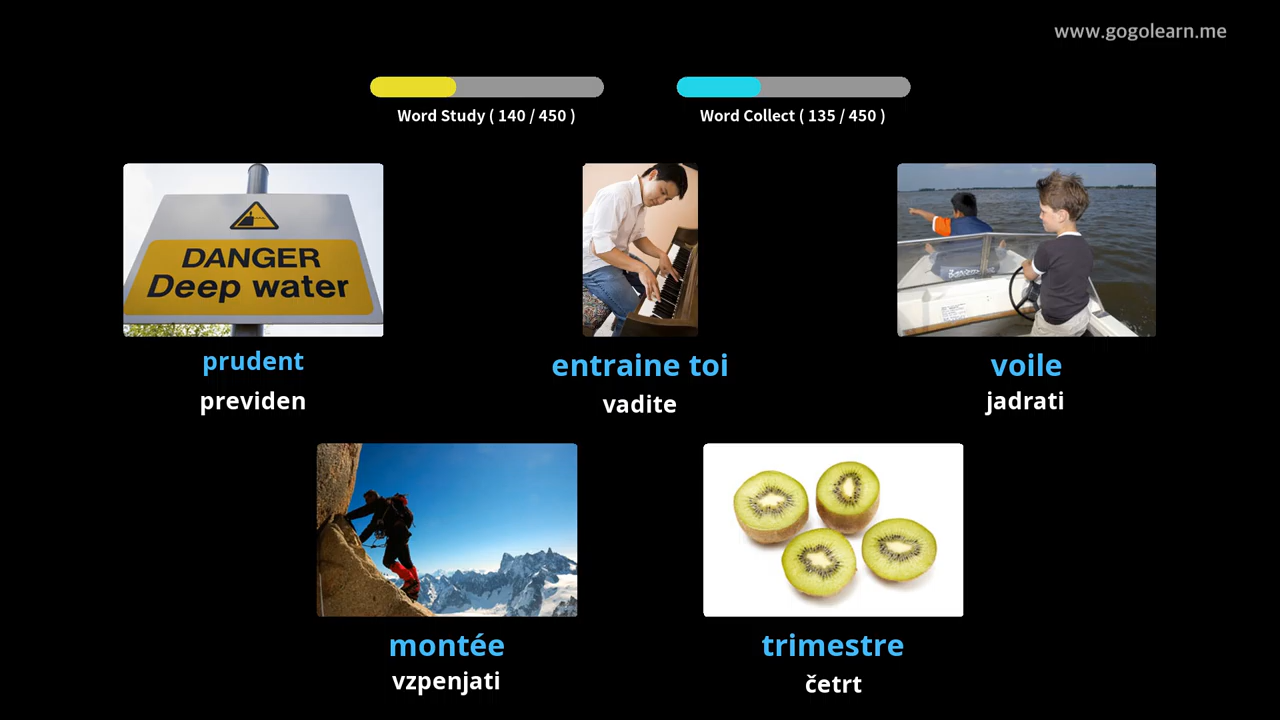 www.gogolearn.me
Word Study ( 140 / 450 )
Word Collect ( 135 / 450 )
DANGER
Deep water
prudent
previden
entraine toi
vadite
voile
jadrati
montée
vzpenjati
trimestre
četrt